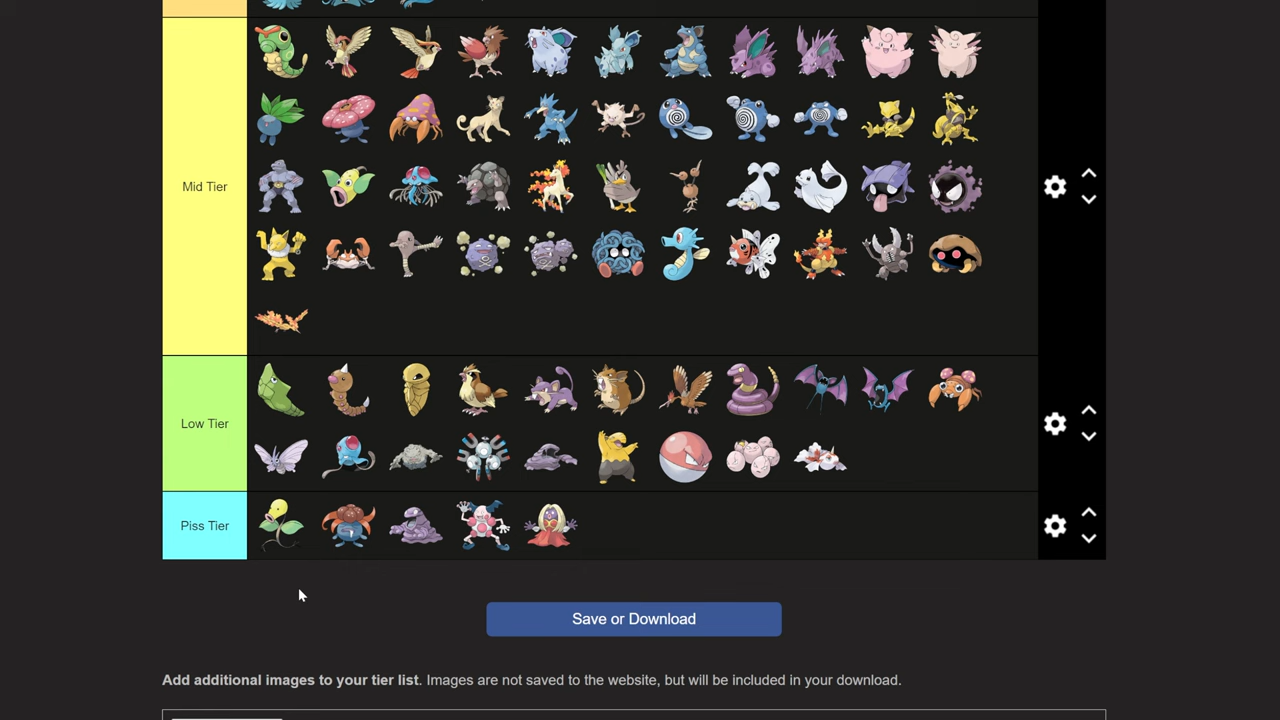 Mid Tier
Low Tier
Piss Tier
Save or Download
Add additional images to your tier list. Images are not saved to the website, but will be included in your download.